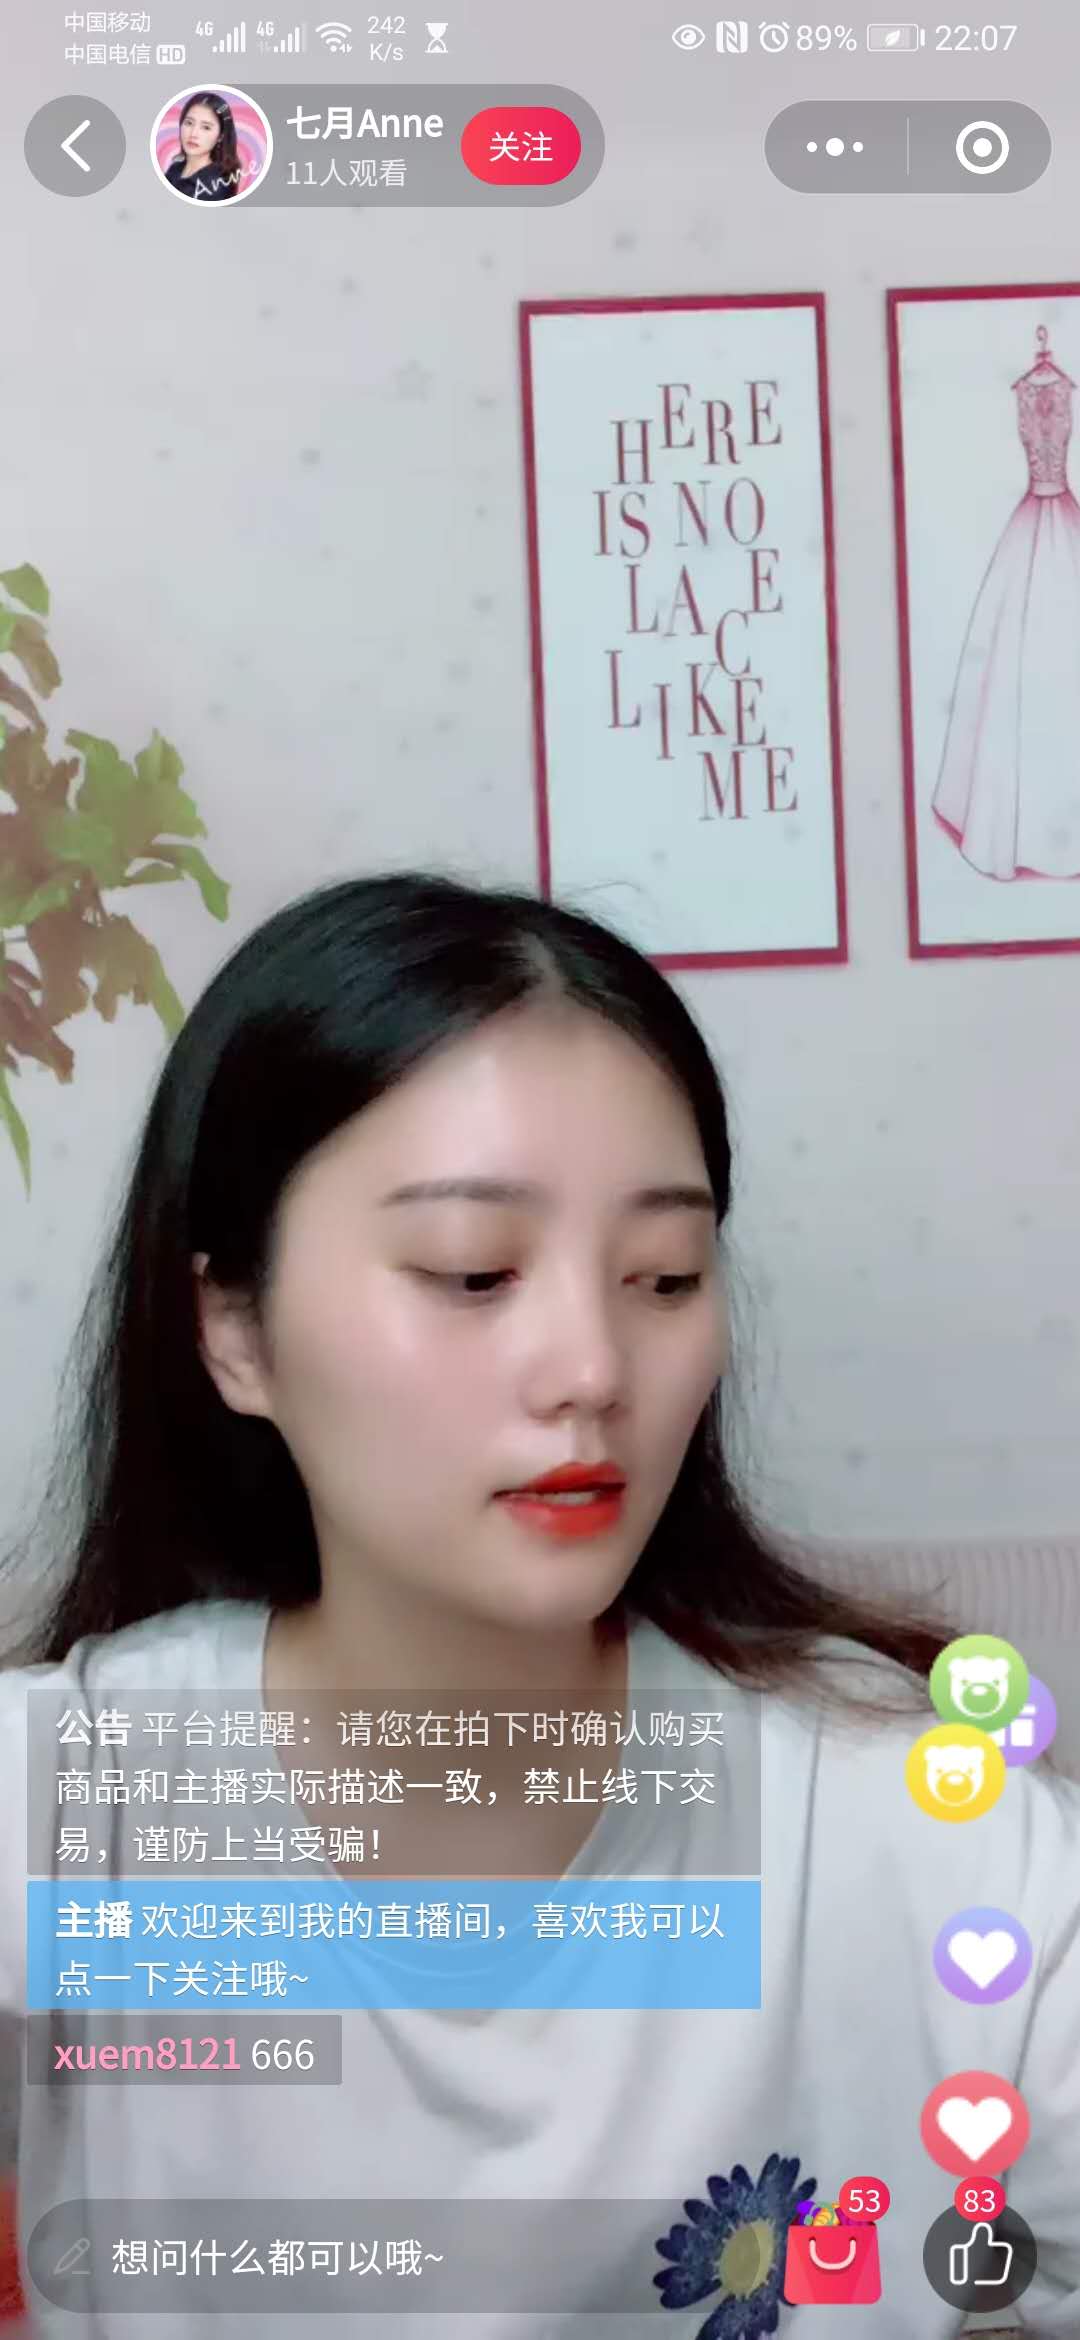 中国移动
中国电信 HD
4G 4G 242 K/s 89% 22:07
七月Anne
11人观看
关注
Anne
HERE
IS NO
LACE
LIKE
ME
公告 平台提醒：请您在拍下时确认购买
商品和主播实际描述一致，禁止线下交
易，谨防上当受骗！
主播 欢迎来到我的直播间，喜欢我可以
点一下关注哦~
xuem8121 666
53
83
想问什么都可以哦~